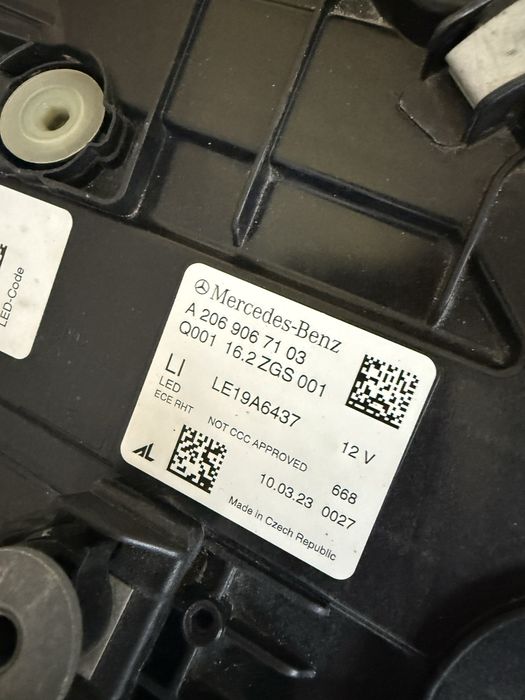 LED-Code
Mercedes-Benz
A 206 906 71 03
Q001 16.2 ZGS 001
LI LE19A6437 12 V
LED
ECE RHT NOT CCC APPROVED 668
AL 10.03.23 0027
Made in Czech Republic